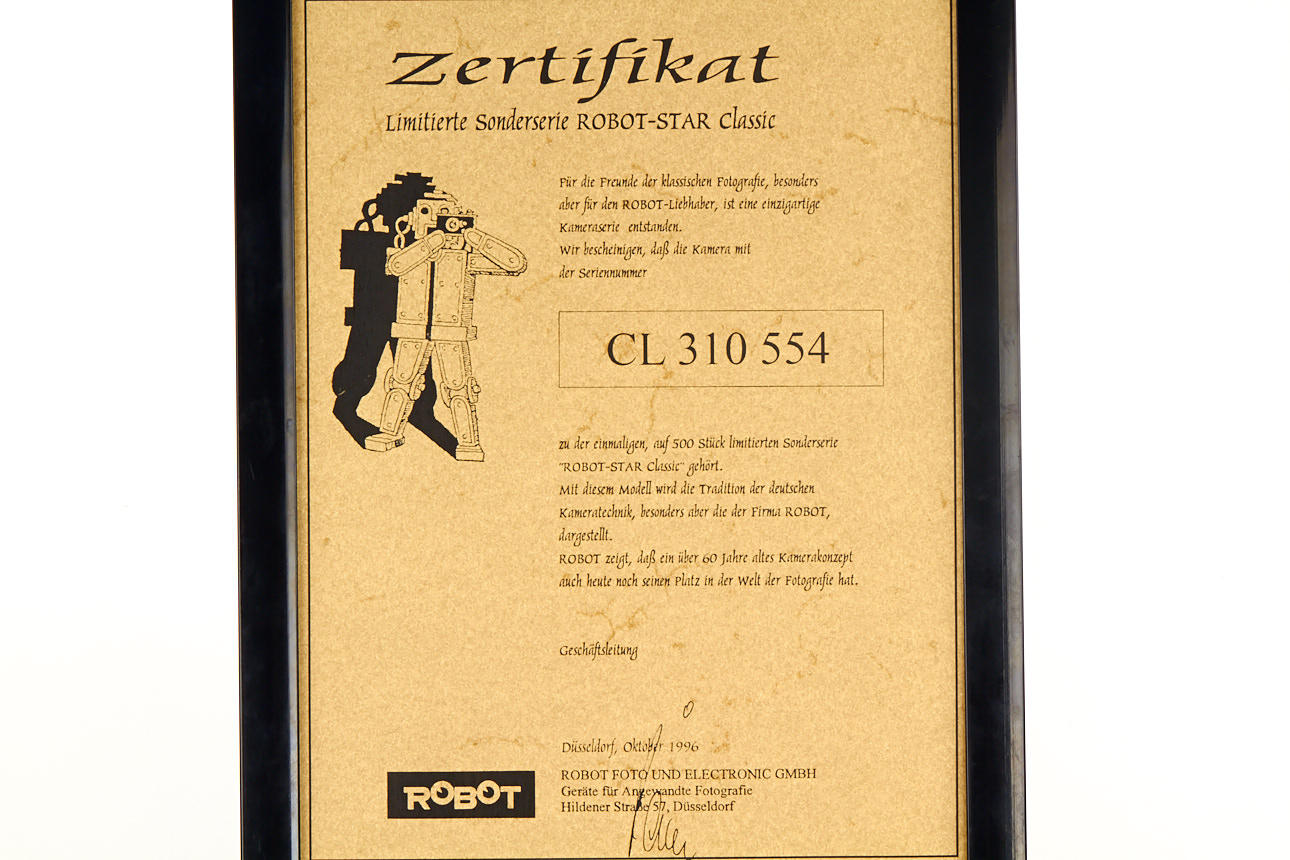 Zertifikat
Limitierte Sonderserie ROBOT-STAR Classic
Für die Freunde der klassischen Fotografie, besonders
aber für den ROBOT-Liebhaber, ist eine einzigartige
Kameraserie entstanden.
Wir bescheinigen, daß die Kamera mit
der Seriennummer
CL 310 554
zu der einmaligen, auf 500 Stück limitierten Sonderserie
"ROBOT-STAR Classic" gehört.
Mit diesem Modell wird die Tradition der deutschen
Kameratechnik, besonders aber die der Firma ROBOT,
dargestellt.
ROBOT zeigt, daß ein über 60 Jahre altes Kamerakonzept
auch heute noch seinen Platz in der Welt der Fotografie hat.
Geschäftsleitung
Düsseldorf, Oktober 1996
ROBOT FOTO UND ELECTRONIC GMBH
Geräte für Angewandte Fotografie
Hildener Straße 57, Düsseldorf
ROBOT